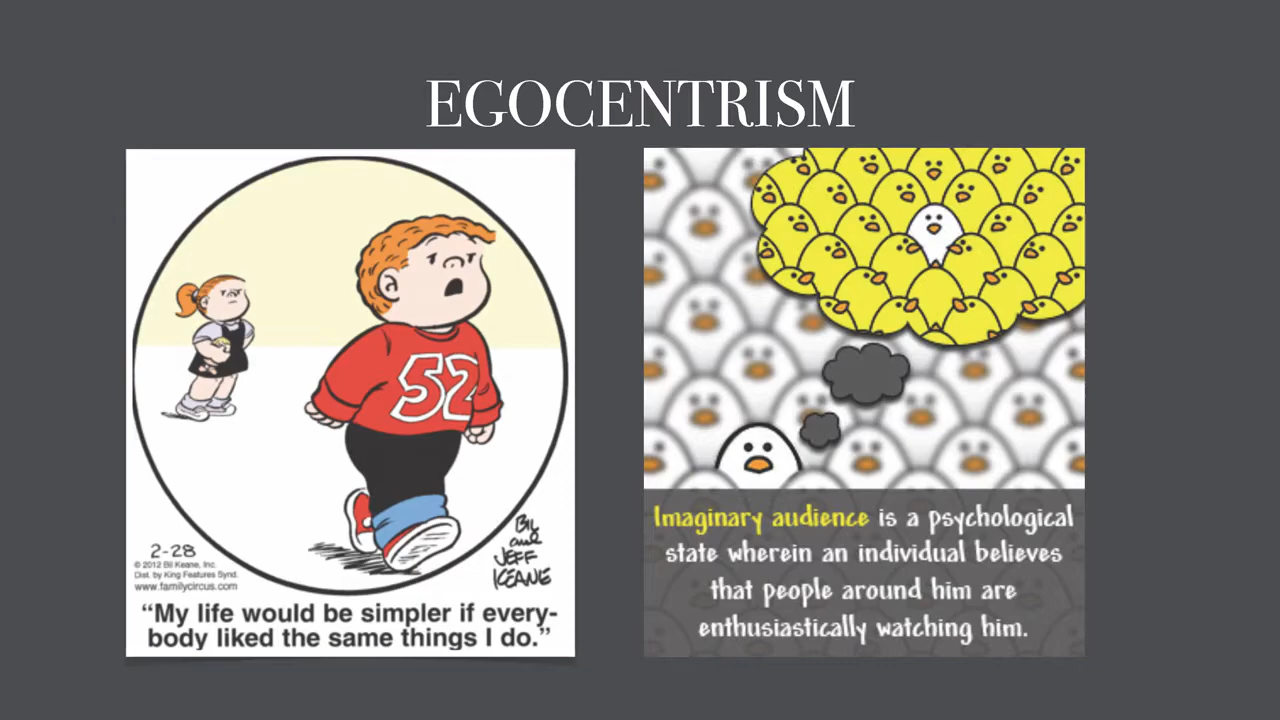 EGOCENTRISM
52
BIL
and
JEFF
KEANE
2-28
© 2012 Bil Keane, Inc.
Dist. by King Features Synd.
www.familycircus.com
“My life would be simpler if every-
body liked the same things I do.”
Imaginary audience is a psychological
state wherein an individual believes
that people around him are
enthusiastically watching him.